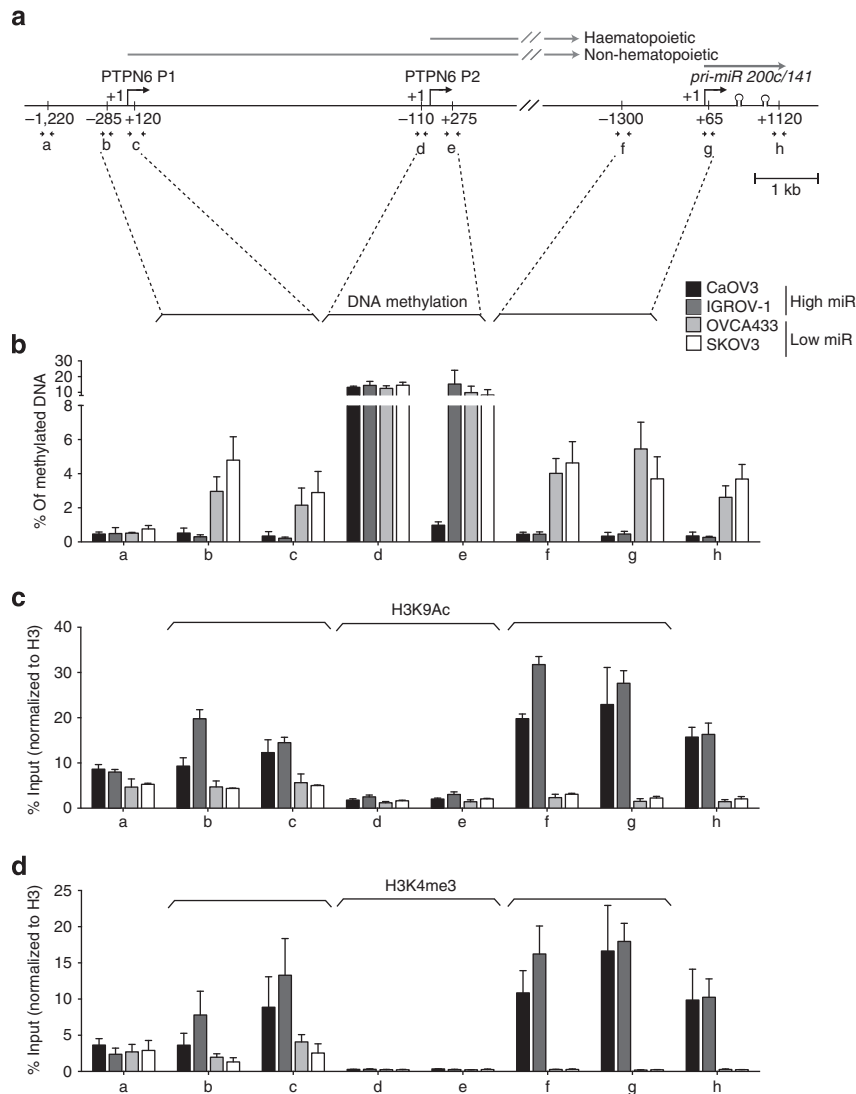 a
Haematopoietic
Non-hematopoietic
PTPN6 P1
PTPN6 P2
pri-miR 200c/141
+1
+1
+1
−1,220
−285
+120
−110
+275
−1300
+65
+1120
a
b
c
d
e
f
g
h
1 kb
DNA methylation
CaOV3
IGROV-1
High miR
OVCA433
SKOV3
Low miR
b
% Of methylated DNA
30
20
10
8
6
4
2
0
a
b
c
d
e
f
g
h
c
H3K9Ac
% Input (normalized to H3)
40
30
20
10
0
a
b
c
d
e
f
g
h
d
H3K4me3
% Input (normalized to H3)
25
20
15
10
5
0
a
b
c
d
e
f
g
h